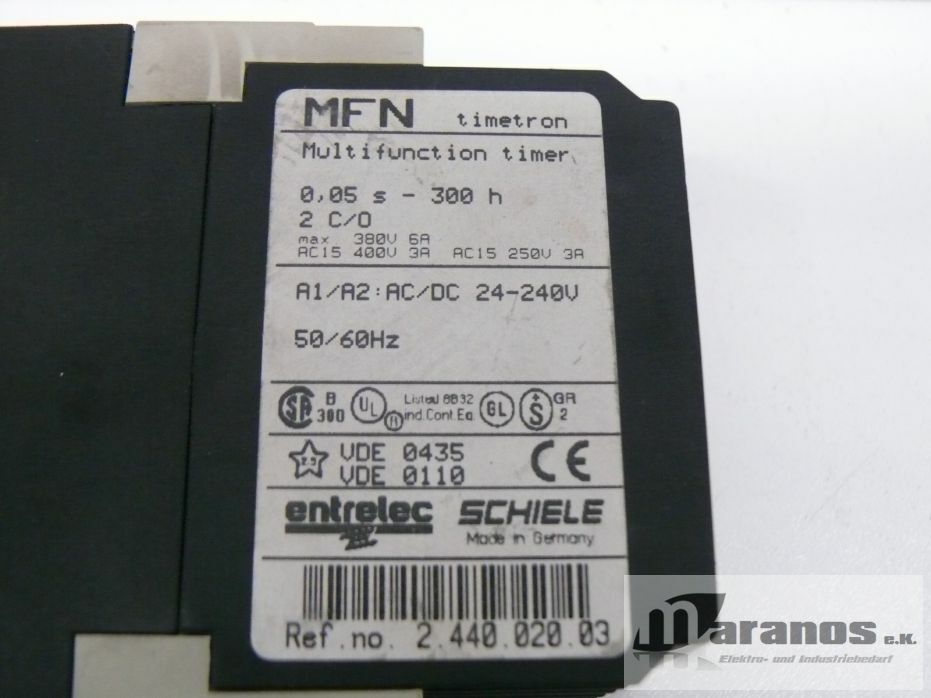 MFN timetron
Multifunction timer
0,05 s - 300 h
2 C/O
max 380V 6A
AC15 400V 3A AC15 250V 3A
A1/A2:AC/DC 24-240V
50/60Hz
B
300
UL
Listed 6B32
ind.Cont.Eq.
GL
S
GR
2
VDE 0435
VDE 0110
CE
entrelec SCHIELE
Made in Germany
Ref.no. 2.440.020.03
maranos e.K.
Elektro- und Industriebedarf